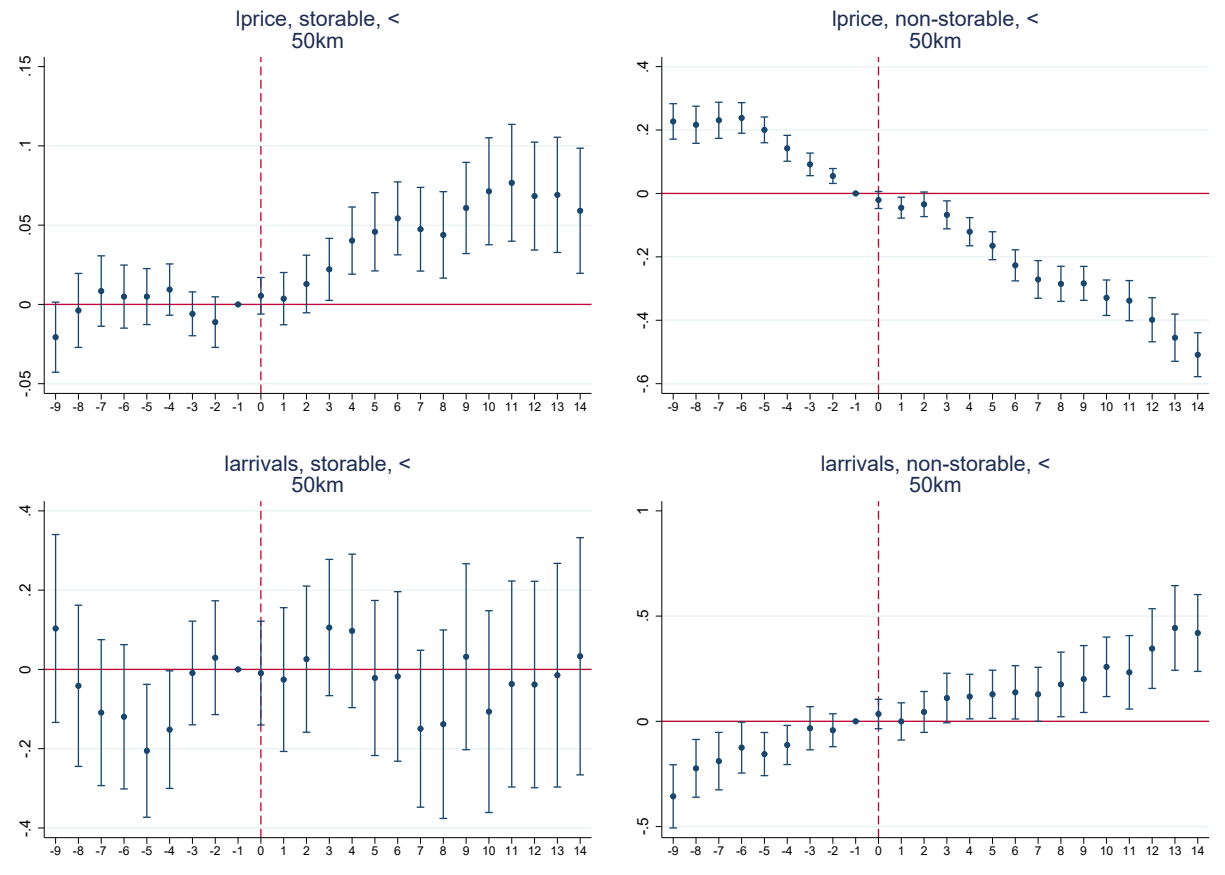 lprice, storable, <
50km
.15
.1
.05
0
-.05
-9 -8 -7 -6 -5 -4 -3 -2 -1 0 1 2 3 4 5 6 7 8 9 10 11 12 13 14
lprice, non-storable, <
50km
.4
.2
0
-.2
-.4
-.6
-9 -8 -7 -6 -5 -4 -3 -2 -1 0 1 2 3 4 5 6 7 8 9 10 11 12 13 14
larrivals, storable, <
50km
.4
.2
0
-.2
-.4
-9 -8 -7 -6 -5 -4 -3 -2 -1 0 1 2 3 4 5 6 7 8 9 10 11 12 13 14
larrivals, non-storable, <
50km
1
.5
0
-.5
-9 -8 -7 -6 -5 -4 -3 -2 -1 0 1 2 3 4 5 6 7 8 9 10 11 12 13 14